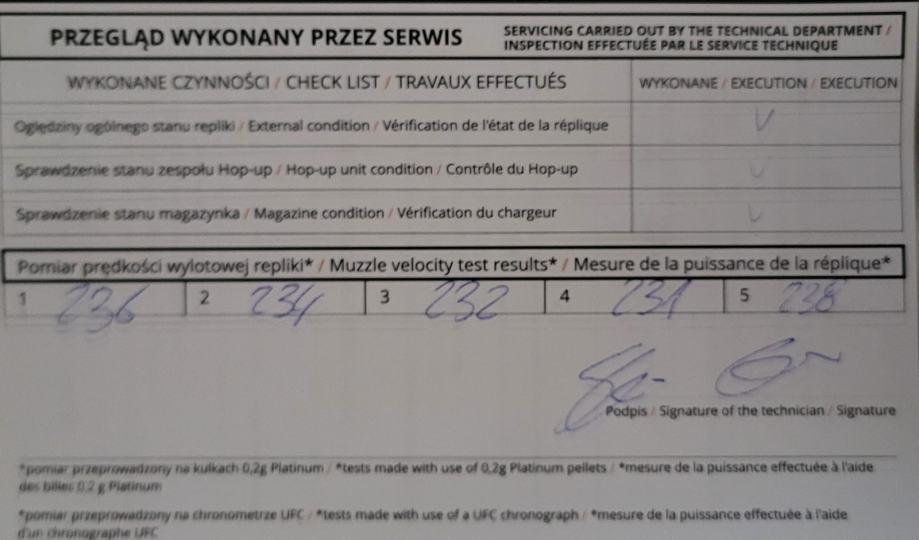 PRZEGLĄD WYKONANY PRZEZ SERWIS
SERVICING CARRIED OUT BY THE TECHNICAL DEPARTMENT /
INSPECTION EFFECTUÉE PAR LE SERVICE TECHNIQUE
WYKONANE CZYNNOŚCI / CHECK LIST / TRAVAUX EFFECTUÉS
WYKONANE / EXECUTION / EXECUTION
Oględziny ogólnego stanu repliki / External condition / Vérification de l'état de la réplique
Sprawdzenie stanu zespołu Hop-up / Hop-up unit condition / Contrôle du Hop-up
Sprawdzenie stanu magazynka / Magazine condition / Vérification du chargeur
Pomiar prędkości wylotowej repliki* / Muzzle velocity test results* / Mesure de la puissance de la réplique*
1 236 2 234 3 232 4 231 5 238
Podpis / Signature of the technician / Signature
*pomiar przeprowadzony na kulkach 0,2g Platinum / *tests made with use of 0,2g Platinum pellets / *mesure de la puissance effectuée à l'aide
des billes 0,2 g Platinum
*pomiar przeprowadzony na chronometrze UFC / *tests made with use of a UFC chronograph / *mesure de la puissance effectuée à l'aide
d'un chronographe UFC